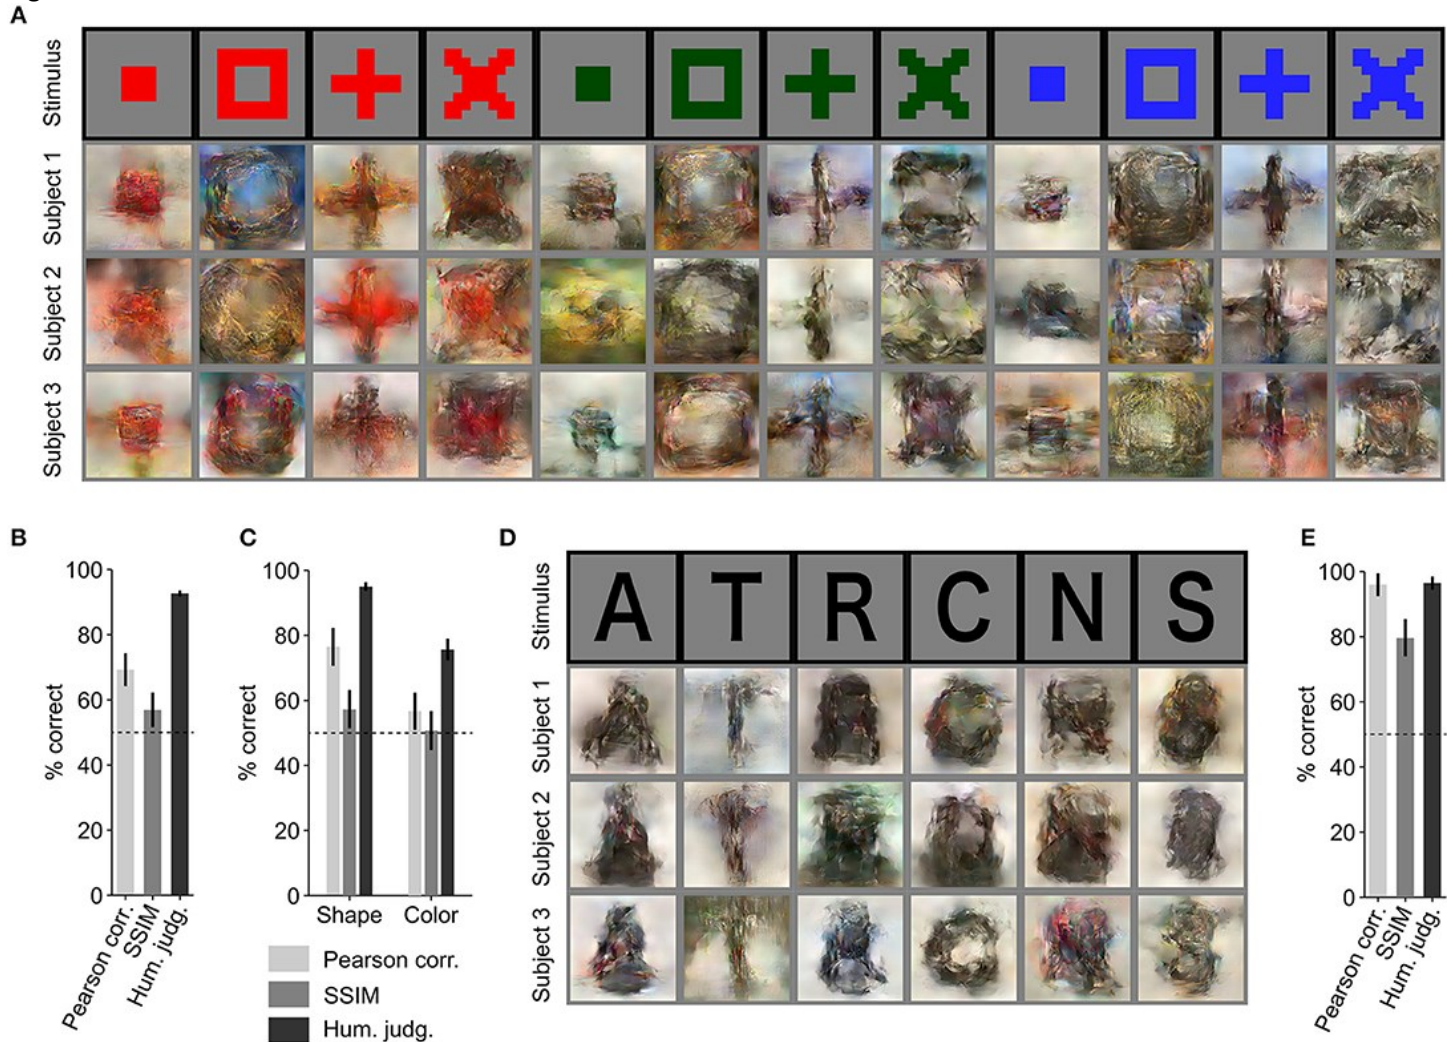 A
Stimulus
Subject 1
Subject 2
Subject 3
B
% correct
100
80
60
40
20
0
Pearson corr.
SSIM
Hum. judg.
C
% correct
100
80
60
40
20
0
Shape
Color
Pearson corr.
SSIM
Hum. judg.
D
Stimulus
A T R C N S
Subject 1
Subject 2
Subject 3
E
% correct
100
80
60
40
20
0
Pearson corr.
SSIM
Hum. judg.